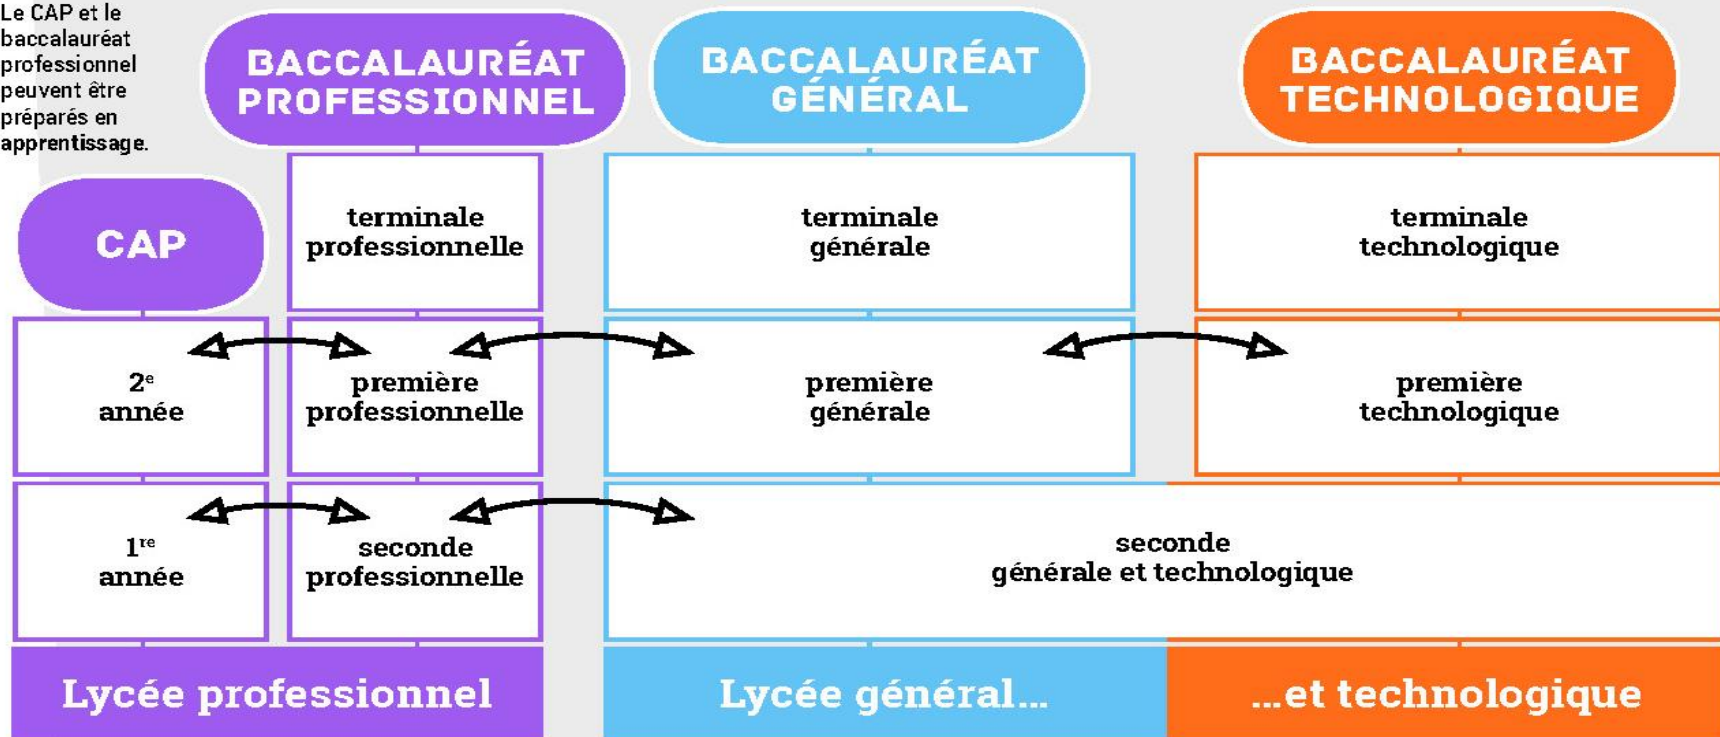 Le CAP et le
baccalauréat
professionnel
peuvent être
préparés en
apprentissage.
BACCALAURÉAT
PROFESSIONNEL
BACCALAURÉAT
GÉNÉRAL
BACCALAURÉAT
TECHNOLOGIQUE
CAP
terminale
professionnelle
terminale
générale
terminale
technologique
2e
année
première
professionnelle
première
générale
première
technologique
1re
année
seconde
professionnelle
seconde
générale et technologique
Lycée professionnel
Lycée général...
...et technologique